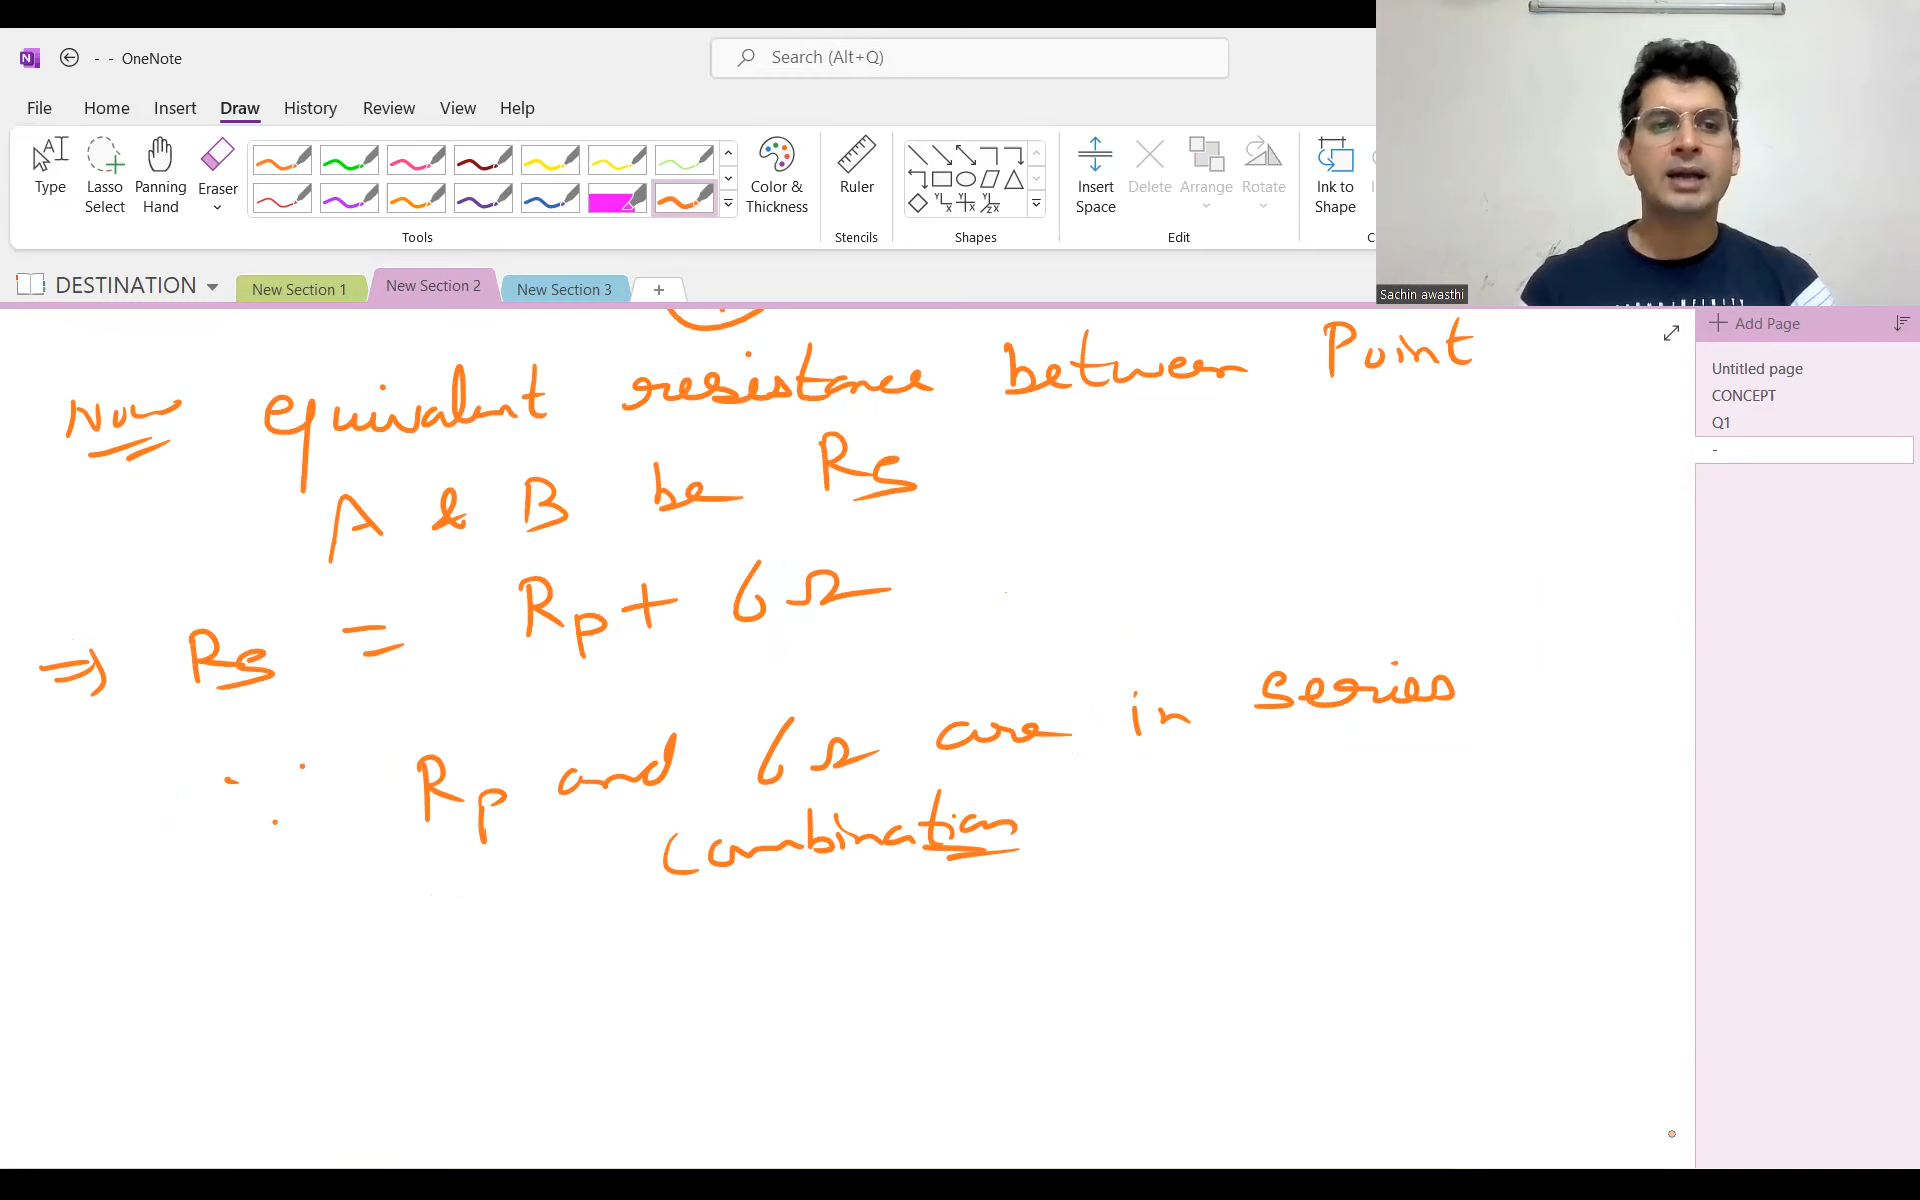 - - OneNote
Search (Alt+Q)
File Home Insert Draw History Review View Help
Type
Lasso Select
Panning Hand
Eraser
Color & Thickness
Ruler
Insert Space
Delete
Arrange
Rotate
Ink to Shape
Tools
Stencils
Shapes
Edit
DESTINATION
New Section 1
New Section 2
New Section 3
+
Sachin awasthi
Add Page
Untitled page
CONCEPT
Q1
-
Now equivalent resistance between Point
A & B be Rs
⇒ Rs = Rp + 6Ω
∵ Rp and 6Ω are in series
combination